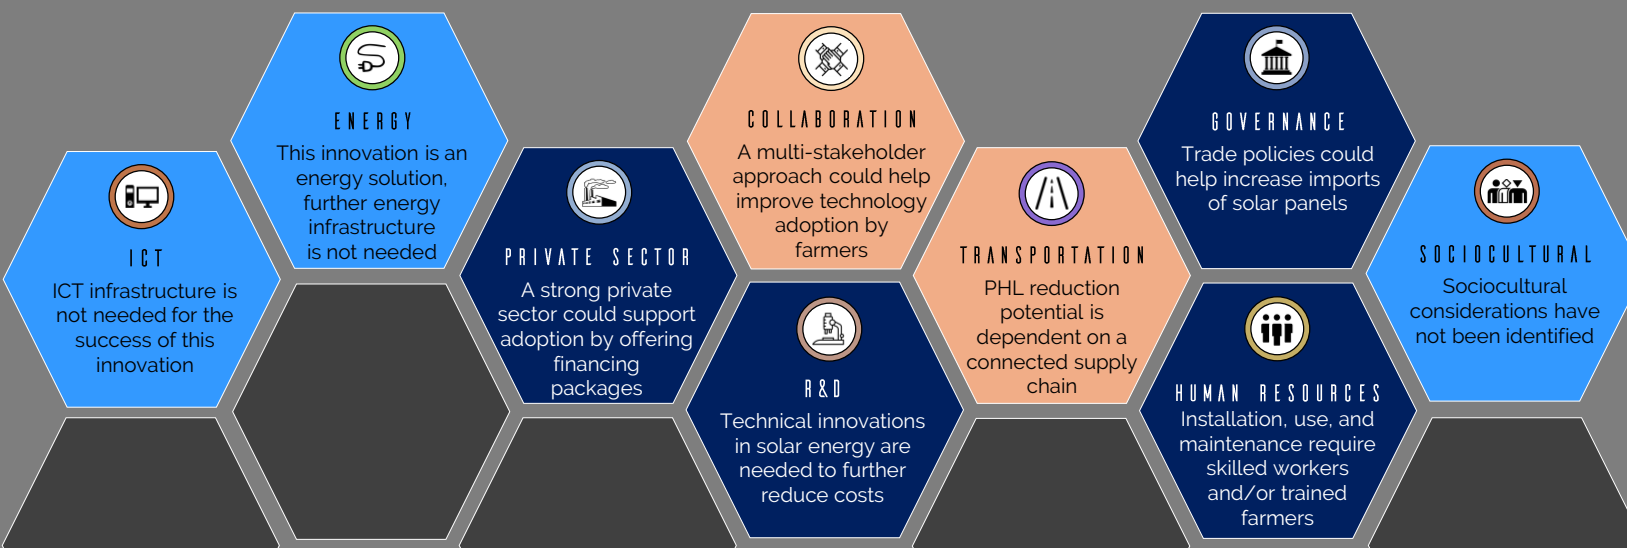 ENERGY
This innovation is an
energy solution,
further energy
infrastructure
is not needed
COLLABORATION
A multi-stakeholder
approach could help
improve technology
adoption by
farmers
GOVERNANCE
Trade policies could
help increase imports
of solar panels
ICT
ICT infrastructure is
not needed for the
success of this
innovation
PRIVATE SECTOR
A strong private
sector could support
adoption by offering
financing
packages
TRANSPORTATION
PHL reduction
potential is
dependent on a
connected supply
chain
SOCIOCULTURAL
Sociocultural
considerations have
not been identified
R&D
Technical innovations
in solar energy are
needed to further
reduce costs
HUMAN RESOURCES
Installation, use, and
maintenance require
skilled workers
and/or trained
farmers